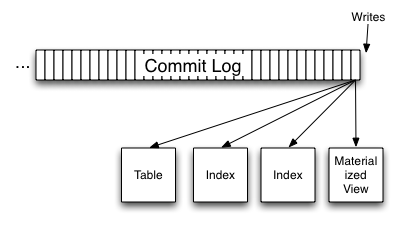 Writes
...
Commit Log
Table
Index
Index
Material
ized
View